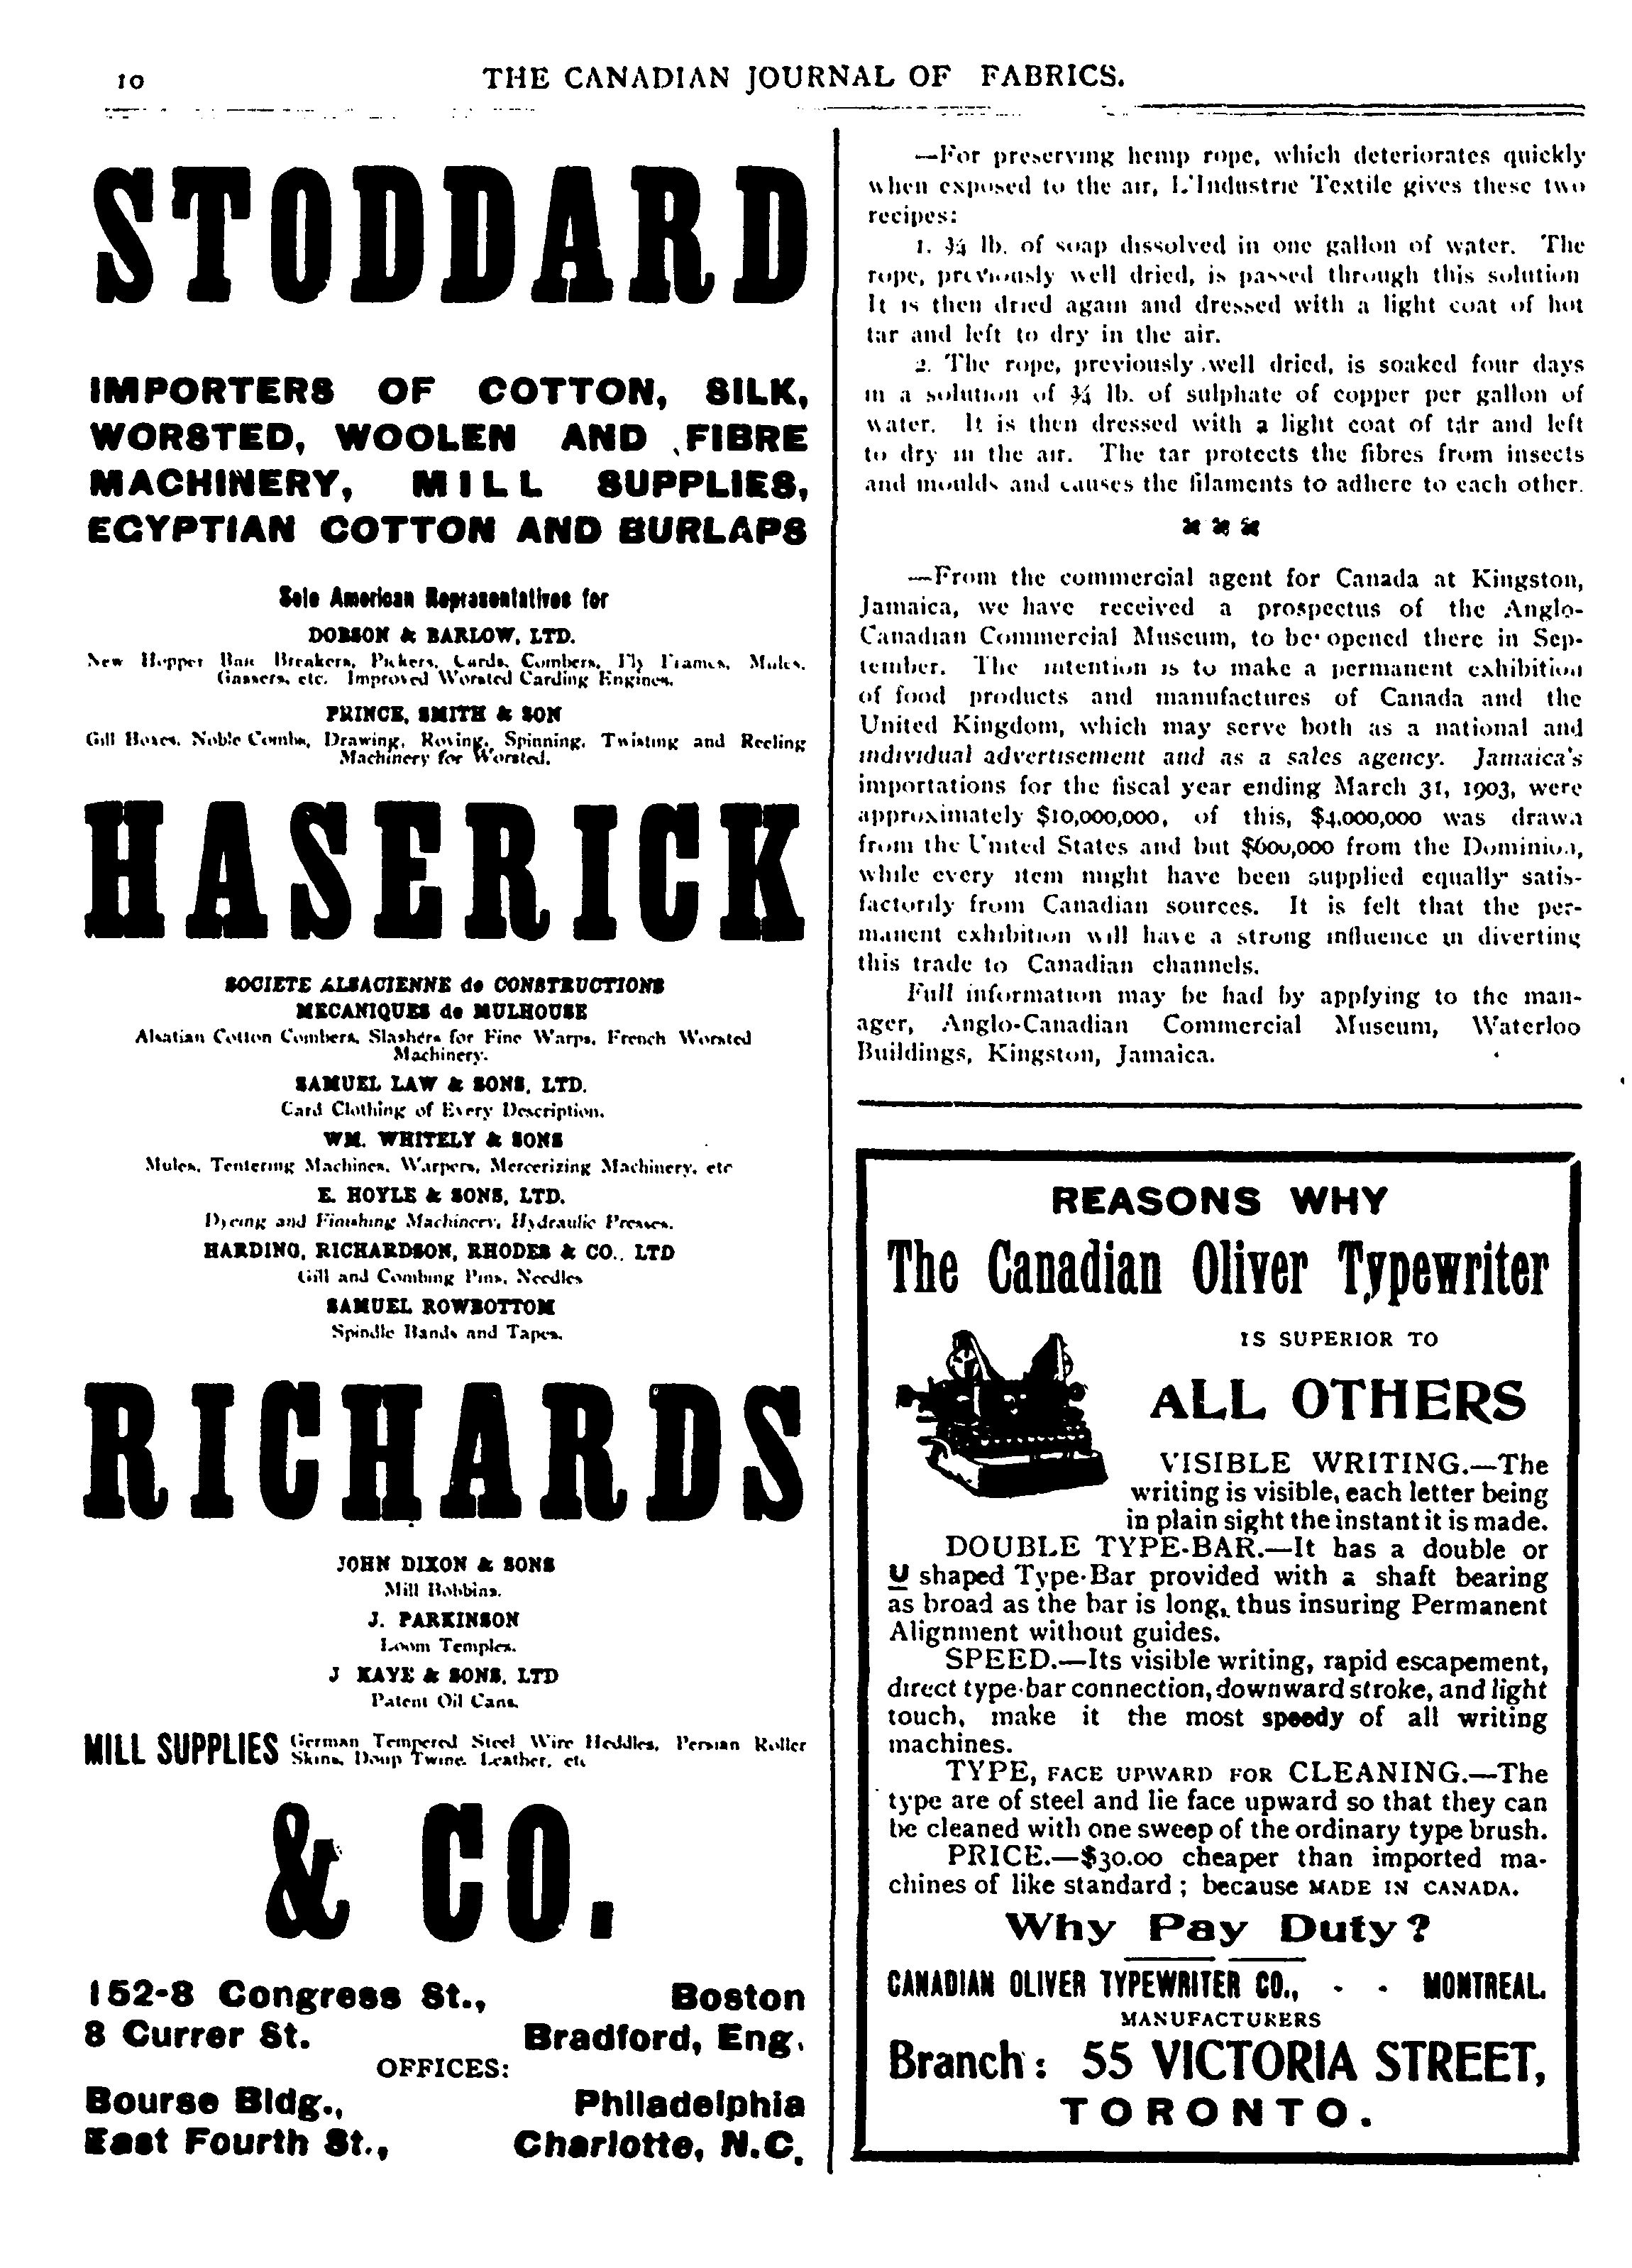 10
THE CANADIAN JOURNAL OF FABRICS.
STODDARD
IMPORTERS OF COTTON, SILK,
WORSTED, WOOLEN AND FIBRE
MACHINERY, MILL SUPPLIES,
EGYPTIAN COTTON AND BURLAPS
Sole American Representatives for
DOBSON & BARLOW, LTD.
New Hopper Bale Breakers, Pickers, Cards, Combers, Fly Frames, Mules,
Gassers, etc. Improved Worsted Carding Engines.
PRINCE, SMITH & SON
Gill Boxes, Noble Combs, Drawing, Roving, Spinning, Twisting and Reeling
Machinery for Worsted.
HASERICK
SOCIETE ALSACIENNE de CONSTRUCTIONS
MECANIQUES de MULHOUSE
Alsatian Cotton Combers, Slashers for Fine Warps, French Worsted
Machinery.
SAMUEL LAW & SONS, LTD.
Card Clothing of Every Description.
WM. WHITELY & SONS
Mules, Tentering Machines, Warpers, Mercerizing Machinery, etc
E. HOYLE & SONS, LTD.
Dyeing and Finishing Machinery, Hydraulic Presses.
HARDING, RICHARDSON, RHODES & CO., LTD
Gill and Combing Pins, Needles
SAMUEL ROWBOTTOM
Spindle Bands and Tapes.
RICHARDS
JOHN DIXON & SONS
Mill Bobbins.
J. PARKINSON
Loom Temples.
J KAYE & SONS, LTD
Patent Oil Cans.
MILL SUPPLIES German Tempered Steel Wire Heddles, Persian Roller
Skins, Doup Twine, Leather, etc
& CO.
152-8 Congress St., Boston
8 Currer St. Bradford, Eng.
OFFICES:
Bourse Bldg., Philadelphia
East Fourth St., Charlotte, N.C.
—For preserving hemp rope, which deteriorates quickly
when exposed to the air, L'Industrie Textile gives these two
recipes:
1. ¾ lb. of soap dissolved in one gallon of water. The
rope, previously well dried, is passed through this solution
It is then dried again and dressed with a light coat of hot
tar and left to dry in the air.
2. The rope, previously well dried, is soaked four days
in a solution of ¾ lb. of sulphate of copper per gallon of
water. It is then dressed with a light coat of tar and left
to dry in the air. The tar protects the fibres from insects
and moulds and causes the filaments to adhere to each other.
—From the commercial agent for Canada at Kingston,
Jamaica, we have received a prospectus of the Anglo-
Canadian Commercial Museum, to be opened there in Sep-
tember. The intention is to make a permanent exhibition
of food products and manufactures of Canada and the
United Kingdom, which may serve both as a national and
individual advertisement and as a sales agency. Jamaica's
importations for the fiscal year ending March 31, 1903, were
approximately $10,000,000, of this, $4,000,000 was drawn
from the United States and but $600,000 from the Dominion,
while every item might have been supplied equally satis-
factorily from Canadian sources. It is felt that the per-
manent exhibition will have a strong influence in diverting
this trade to Canadian channels.
Full information may be had by applying to the man-
ager, Anglo-Canadian Commercial Museum, Waterloo
Buildings, Kingston, Jamaica.
REASONS WHY
The Canadian Oliver Typewriter
IS SUPERIOR TO
ALL OTHERS
VISIBLE WRITING.—The
writing is visible, each letter being
in plain sight the instant it is made.
DOUBLE TYPE-BAR.—It has a double or
U shaped Type-Bar provided with a shaft bearing
as broad as the bar is long, thus insuring Permanent
Alignment without guides.
SPEED.—Its visible writing, rapid escapement,
direct type-bar connection, downward stroke, and light
touch, make it the most speedy of all writing
machines.
TYPE, FACE UPWARD FOR CLEANING.—The
type are of steel and lie face upward so that they can
be cleaned with one sweep of the ordinary type brush.
PRICE.—$30.00 cheaper than imported ma-
chines of like standard; because MADE IN CANADA.
Why Pay Duty?
CANADIAN OLIVER TYPEWRITER CO., - - MONTREAL.
MANUFACTURERS
Branch: 55 VICTORIA STREET,
TORONTO.